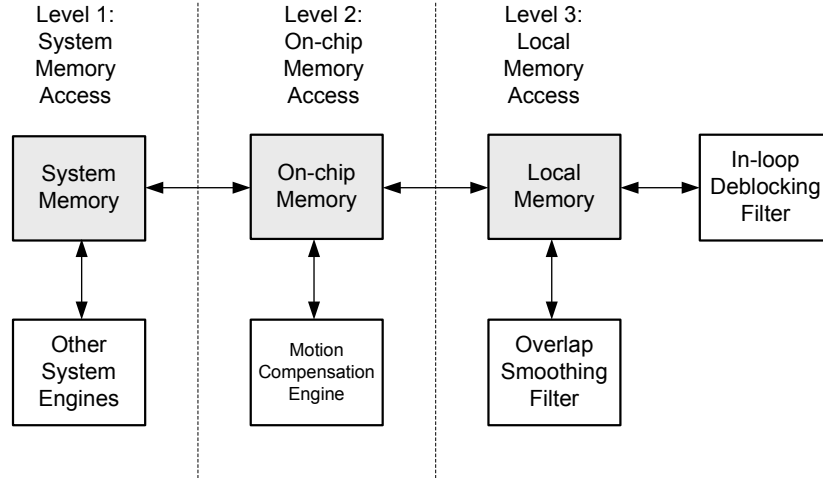 Level 1:
System
Memory
Access
Level 2:
On-chip
Memory
Access
Level 3:
Local
Memory
Access
System
Memory
On-chip
Memory
Local
Memory
In-loop
Deblocking
Filter
Other
System
Engines
Motion
Compensation
Engine
Overlap
Smoothing
Filter